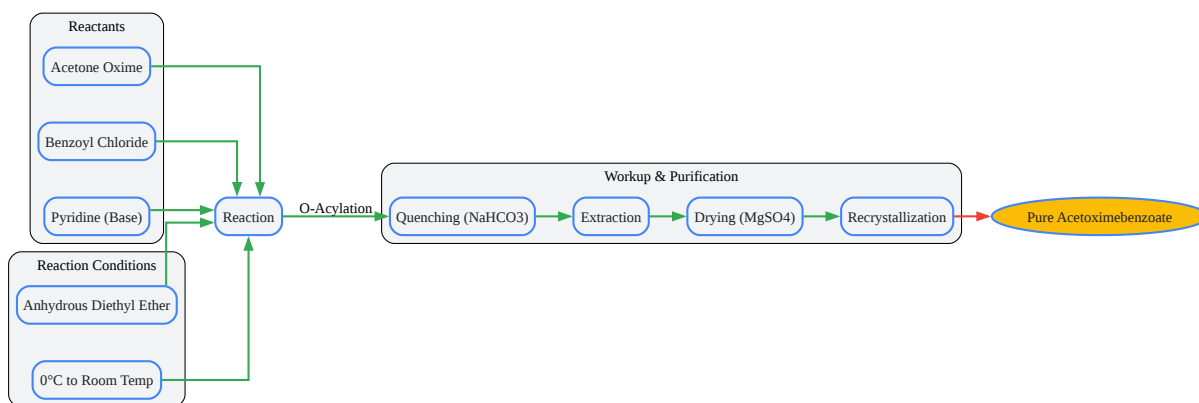 Reactants
Acetone Oxime
Benzoyl Chloride
Pyridine (Base)
Reaction Conditions
Anhydrous Diethyl Ether
0°C to Room Temp
Reaction
O-Acylation
Workup & Purification
Quenching (NaHCO3)
Extraction
Drying (MgSO4)
Recrystallization
Pure Acetoximebenzoate